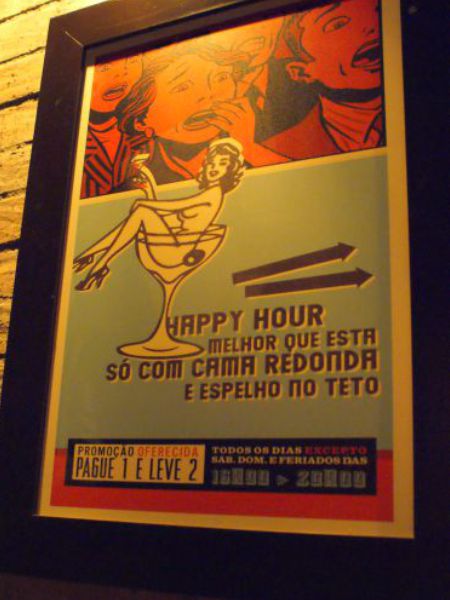 HAPPY HOUR
MELHOR QUE ESTA
SÓ COM CAMA REDONDA
E ESPELHO NO TETO
PROMOÇÃO OFERECIDA
PAGUE 1 E LEVE 2
TODOS OS DIAS EXCEPTO
SAB. DOM. E FERIADOS DAS
16H00 > 20H00